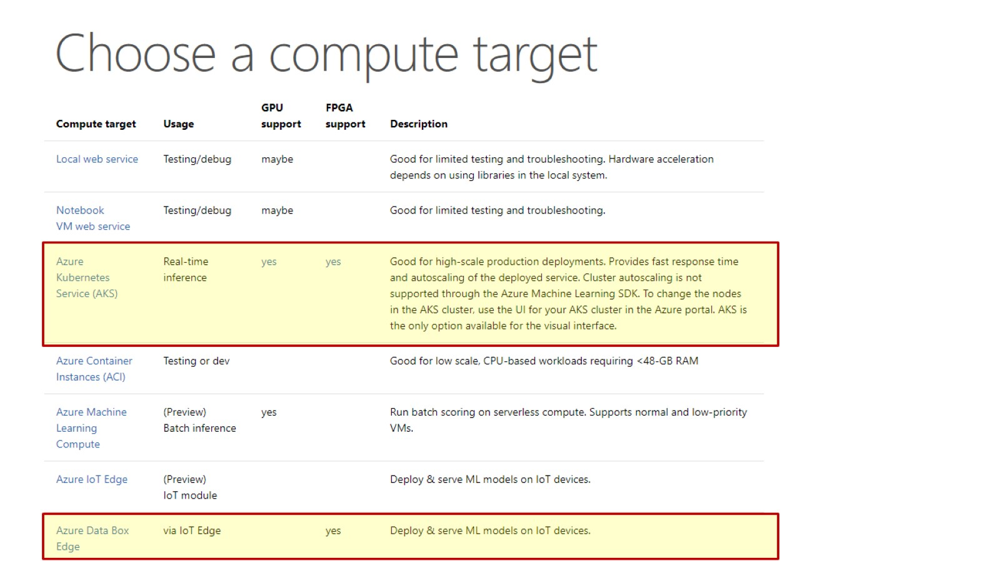 Choose a compute target
GPU FPGA
Compute target Usage support support Description
Local web service Testing/debug maybe Good for limited testing and troubleshooting. Hardware acceleration
depends on using libraries in the local system.
Notebook Testing/debug maybe Good for limited testing and troubleshooting.
VM web service
Azure Real-time yes yes Good for high-scale production deployments. Provides fast response time
Kubernetes inference and autoscaling of the deployed service. Cluster autoscaling is not
Service (AKS) supported through the Azure Machine Learning SDK. To change the nodes
in the AKS cluster, use the UI for your AKS cluster in the Azure portal. AKS is
the only option available for the visual interface.
Azure Container Testing or dev Good for low scale, CPU-based workloads requiring <48-GB RAM
Instances (ACI)
Azure Machine (Preview) yes Run batch scoring on serverless compute. Supports normal and low-priority
Learning Batch inference VMs.
Compute
Azure IoT Edge (Preview) Deploy & serve ML models on IoT devices.
IoT module
Azure Data Box via IoT Edge yes Deploy & serve ML models on IoT devices.
Edge